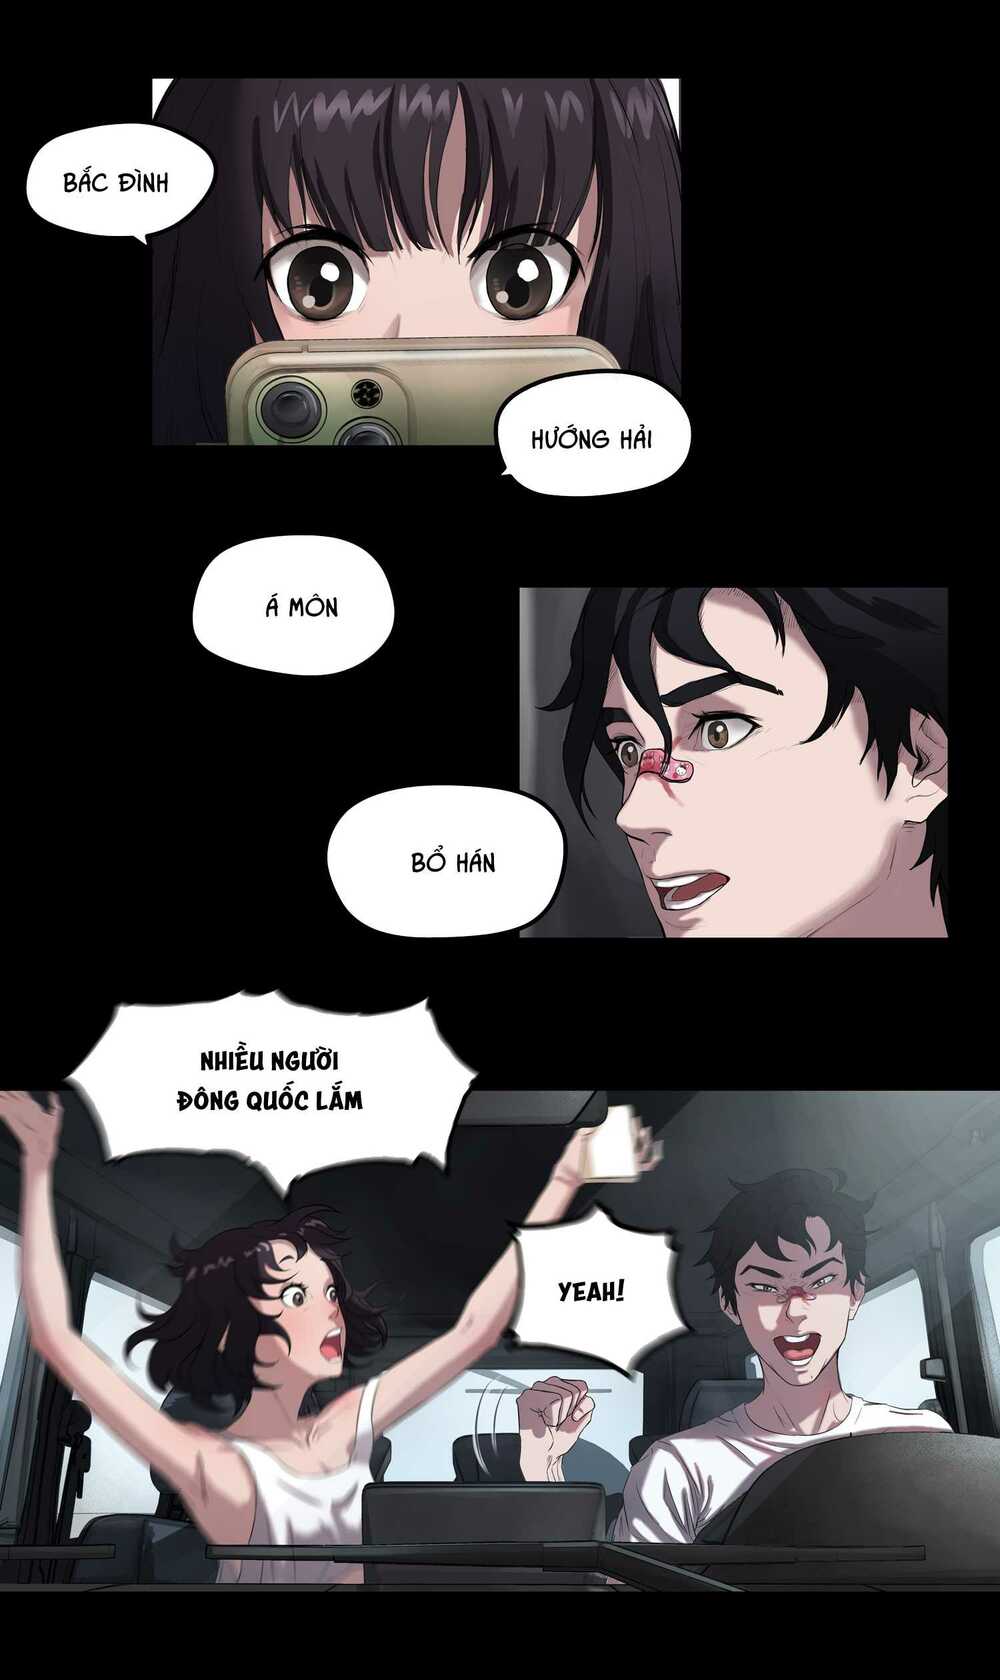 BẮC ĐÌNH
HƯỚNG HẢI
Á MÔN
BỔ HÁN
NHIỀU NGƯỜI
ĐÔNG QUỐC LẮM
YEAH!